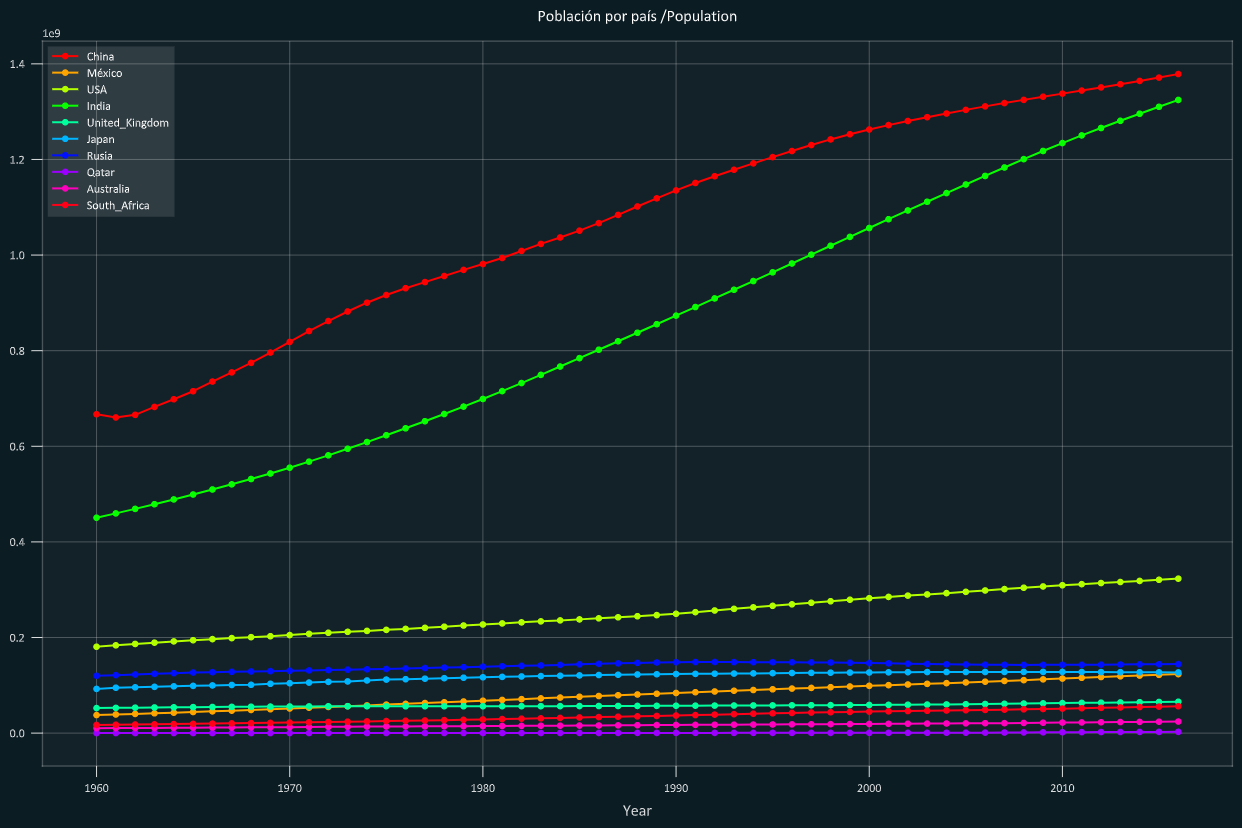 Población por país /Population
1e9
1.4
1.2
1.0
0.8
0.6
0.4
0.2
0.0
China
México
USA
India
United_Kingdom
Japan
Rusia
Qatar
Australia
South_Africa
1960 1970 1980 1990 2000 2010
Year